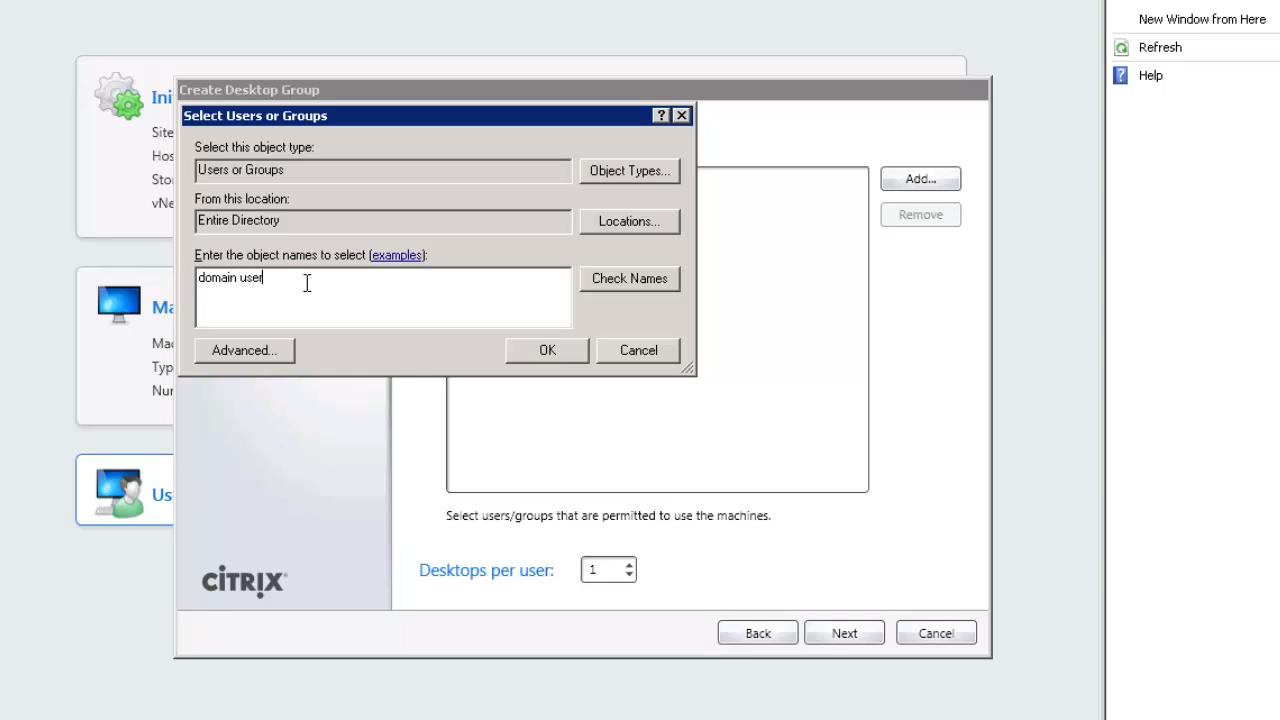 New Window from Here
Refresh
Help
Ini
Site
Hos
Sto
vNe
Ma
Mac
Typ
Nur
Us
Create Desktop Group
Select Users or Groups
Select this object type:
Users or Groups
Object Types...
From this location:
Entire Directory
Locations...
Enter the object names to select (examples):
domain user
Check Names
Advanced...
OK
Cancel
Add...
Remove
Select users/groups that are permitted to use the machines.
Desktops per user: 1
CITRIX
Back
Next
Cancel